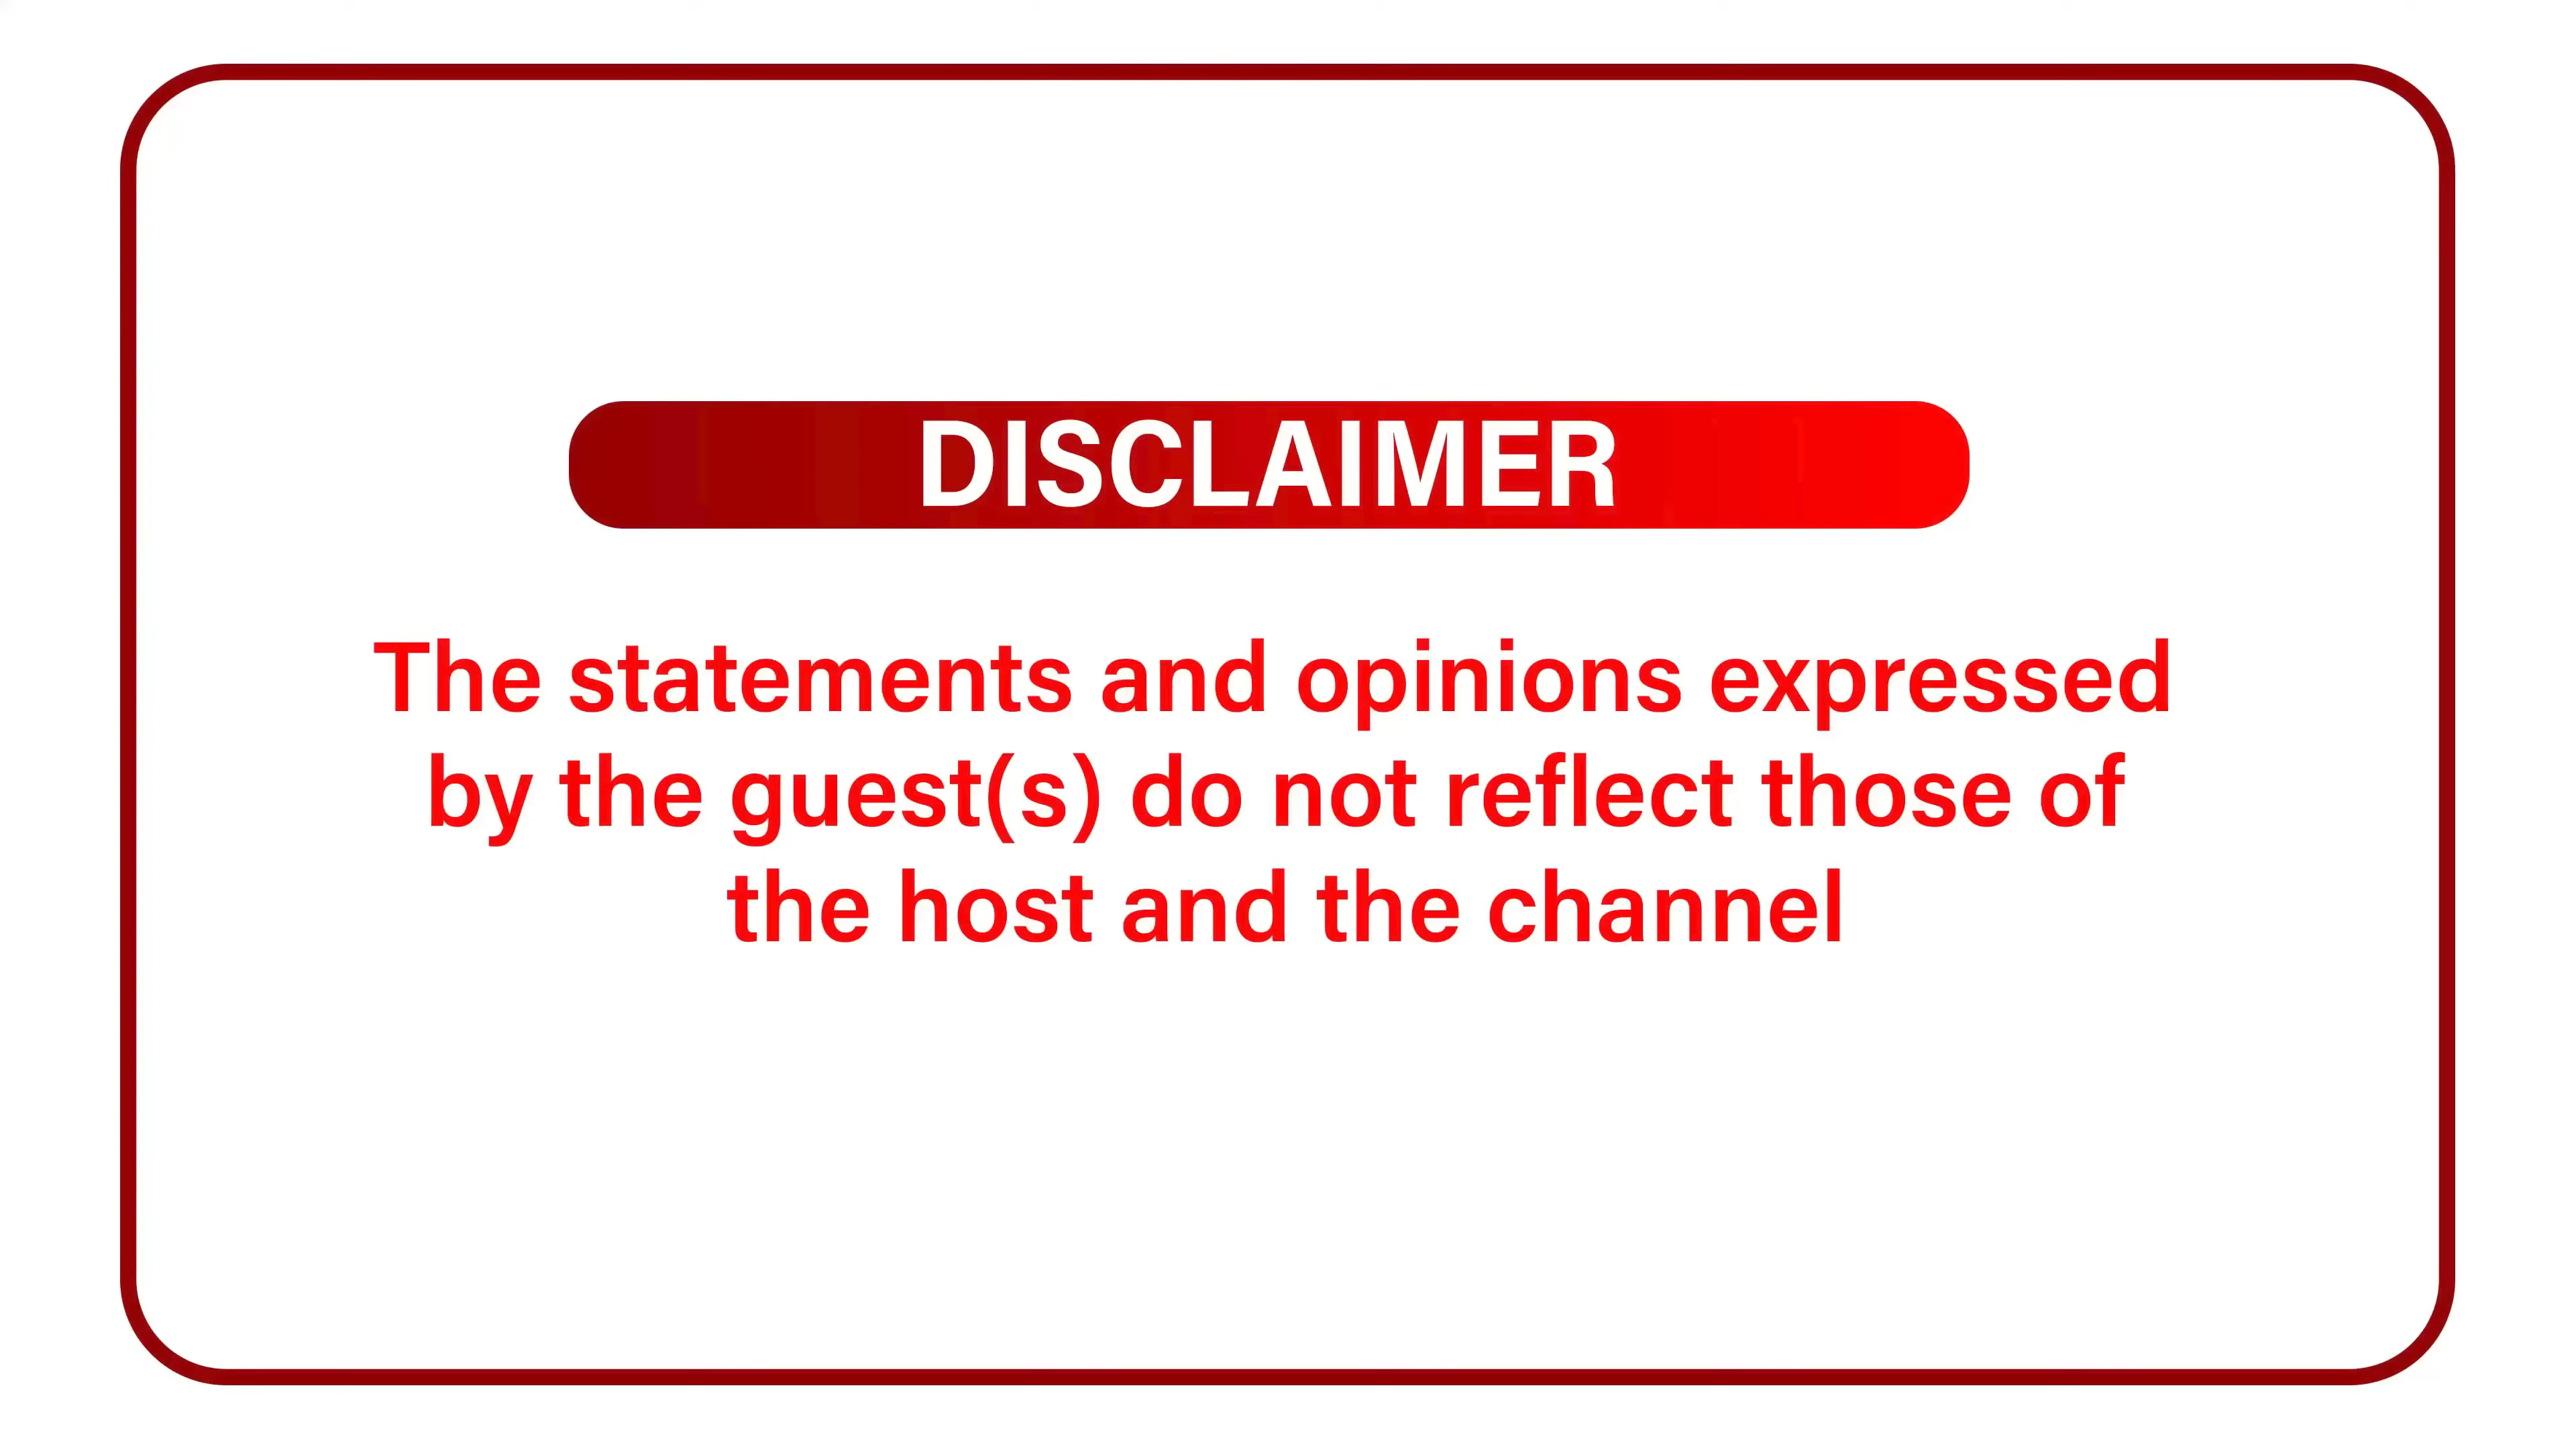 DISCLAIMER
The statements and opinions expressed
by the guest(s) do not reflect those of
the host and the channel